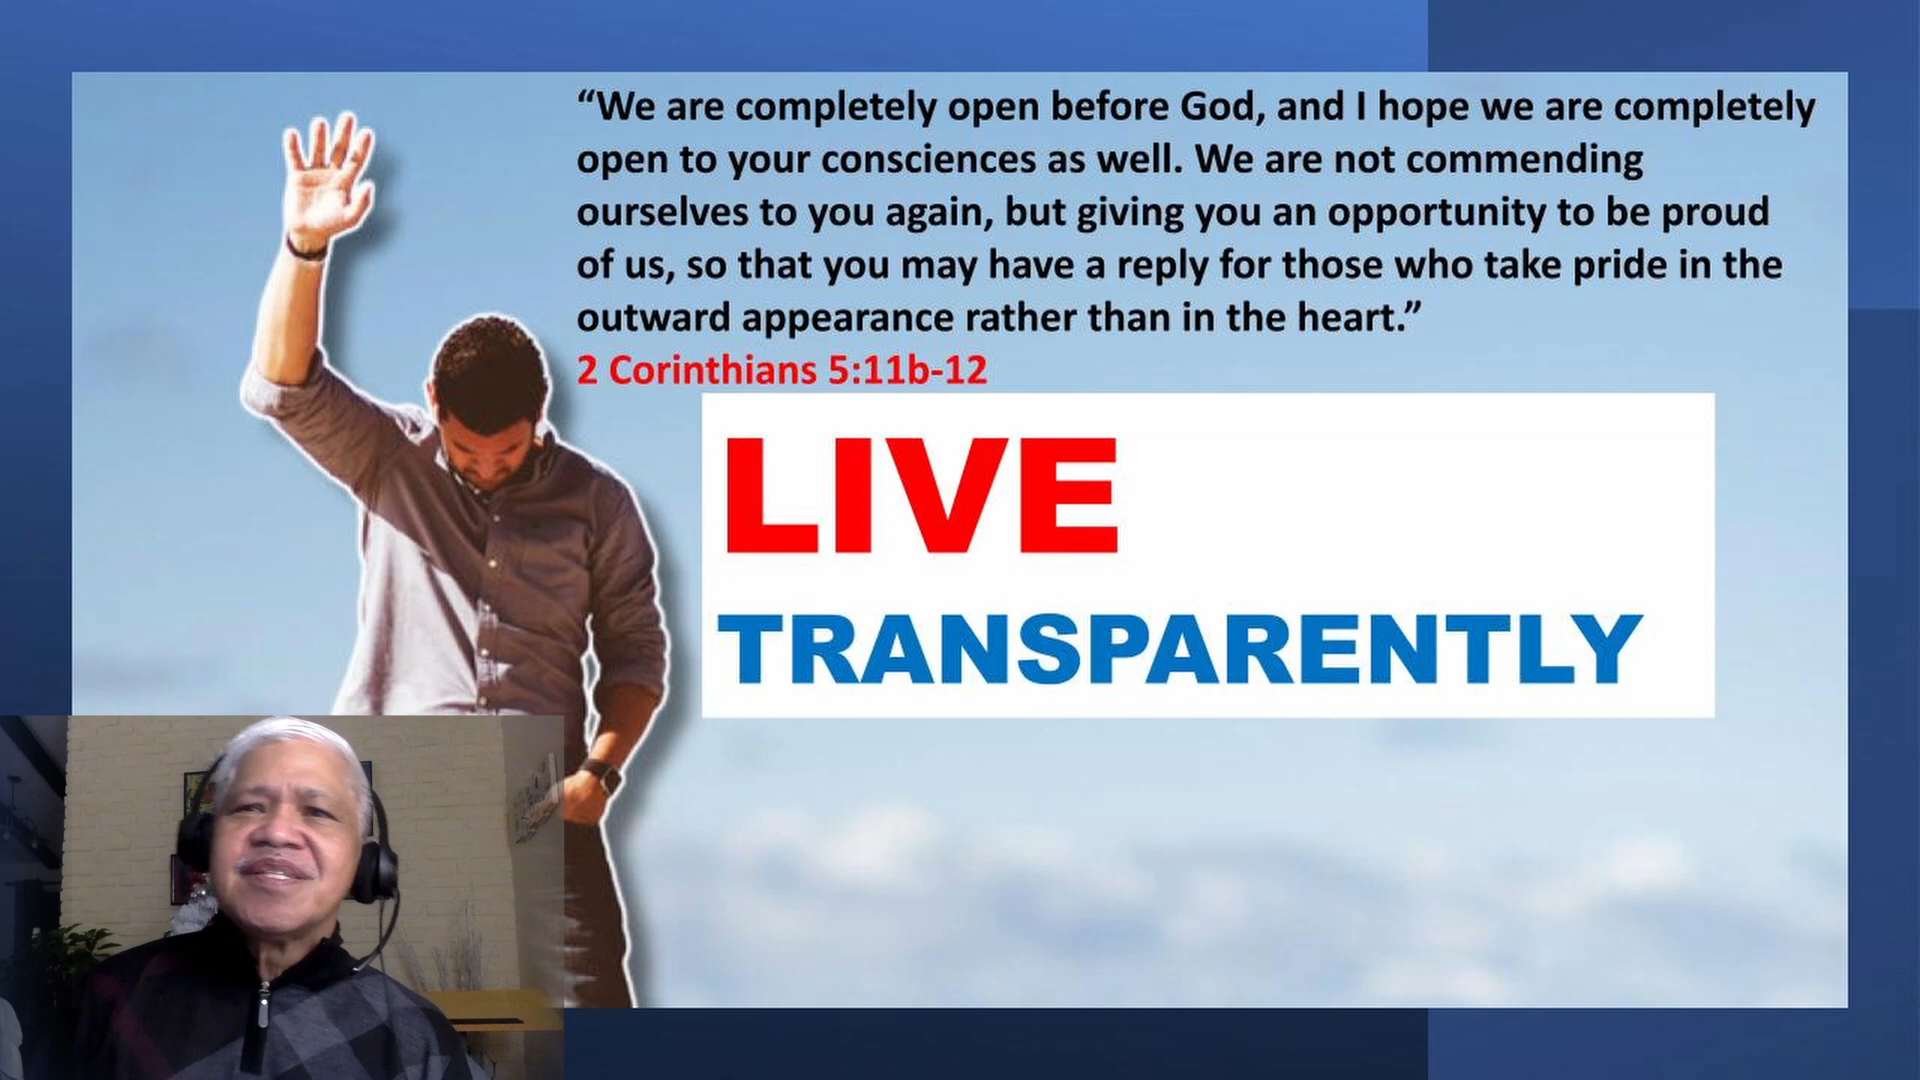 “We are completely open before God, and I hope we are completely
open to your consciences as well. We are not commending
ourselves to you again, but giving you an opportunity to be proud
of us, so that you may have a reply for those who take pride in the
outward appearance rather than in the heart.”
2 Corinthians 5:11b-12
LIVE
TRANSPARENTLY